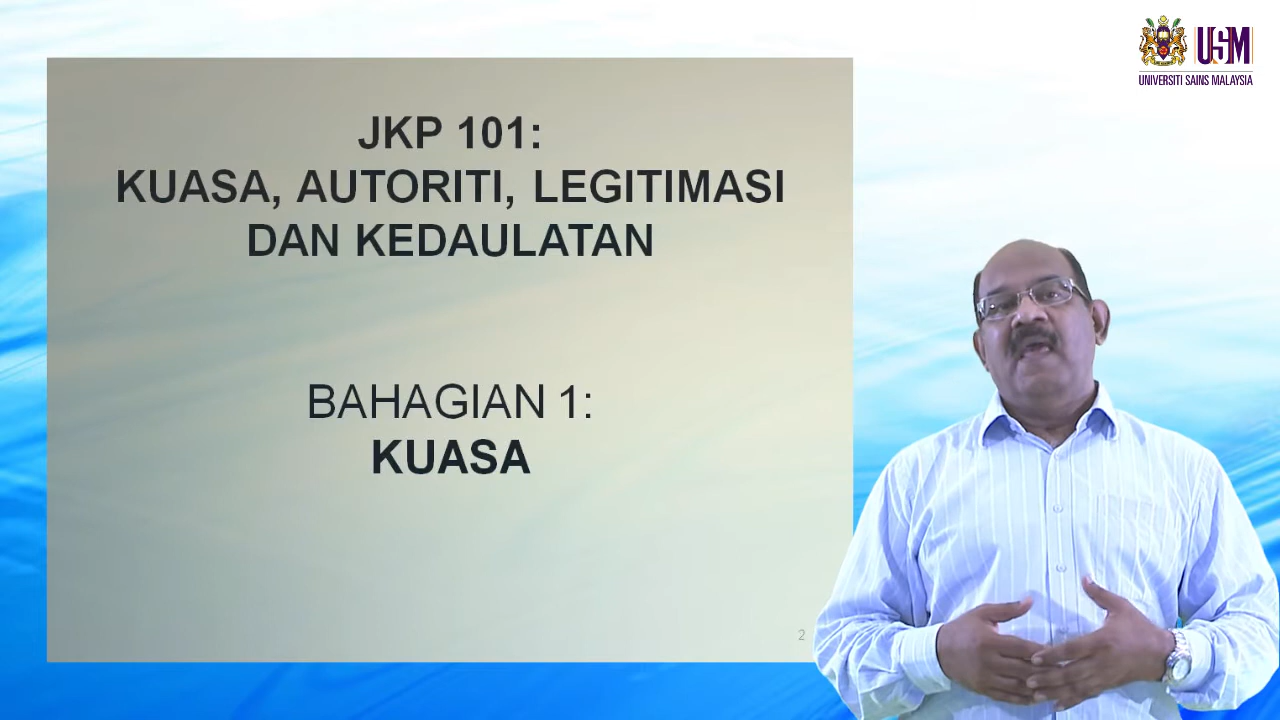 JKP 101:
KUASA, AUTORITI, LEGITIMASI
DAN KEDAULATAN
BAHAGIAN 1:
KUASA
2
USM
UNIVERSITI SAINS MALAYSIA